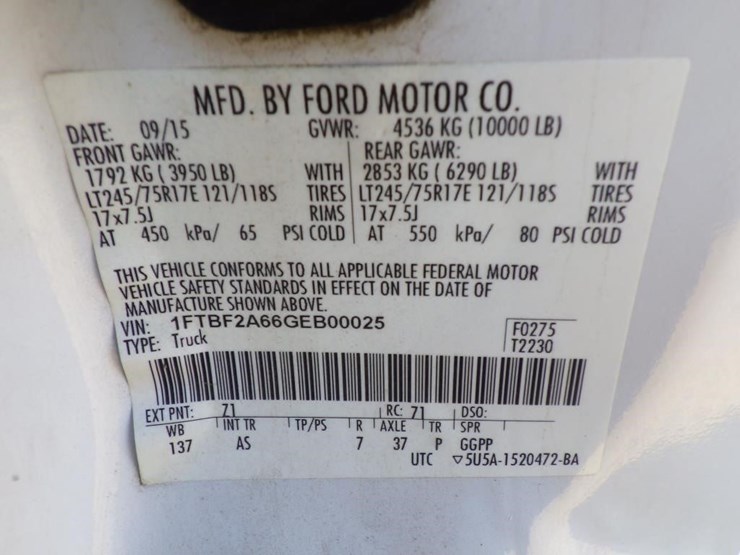 MFD. BY FORD MOTOR CO.
DATE: 09/15 GVWR: 4536 KG (10000 LB)
FRONT GAWR: REAR GAWR:
1792 KG ( 3950 LB) WITH 2853 KG ( 6290 LB) WITH
LT245/75R17E 121/118S TIRES LT245/75R17E 121/118S TIRES
17x7.5J RIMS 17x7.5J RIMS
AT 450 kPa/ 65 PSI COLD AT 550 kPa/ 80 PSI COLD
THIS VEHICLE CONFORMS TO ALL APPLICABLE FEDERAL MOTOR
VEHICLE SAFETY STANDARDS IN EFFECT ON THE DATE OF
MANUFACTURE SHOWN ABOVE.
VIN: 1FTBF2A66GEB00025 F0275
TYPE: Truck T2230
EXT PNT: Z1 RC: 71 DSO:
WB INT TR TP/PS R AXLE TR SPR
137 AS 7 37 P GGPP
UTC ▽5U5A-1520472-BA